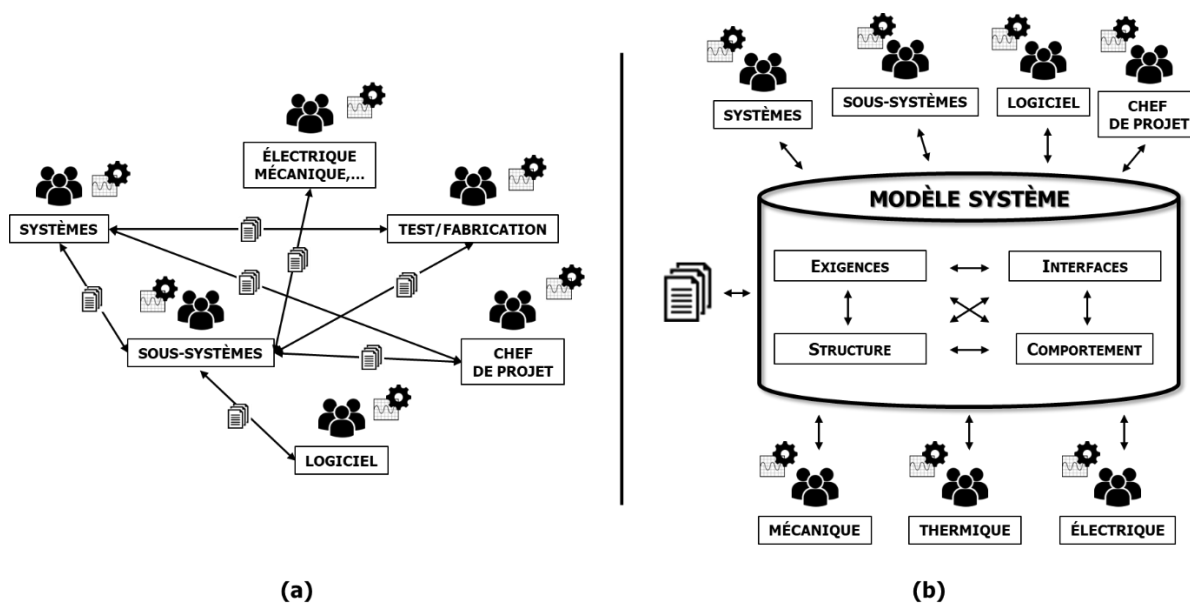 ÉLECTRIQUE
MÉCANIQUE,...
SYSTÈMES
TEST/FABRICATION
SOUS-SYSTÈMES
CHEF
DE PROJET
LOGICIEL
(a)
SYSTÈMES
SOUS-SYSTÈMES
LOGICIEL
CHEF
DE PROJET
MODÈLE SYSTÈME
EXIGENCES
INTERFACES
STRUCTURE
COMPORTEMENT
MÉCANIQUE
THERMIQUE
ÉLECTRIQUE
(b)